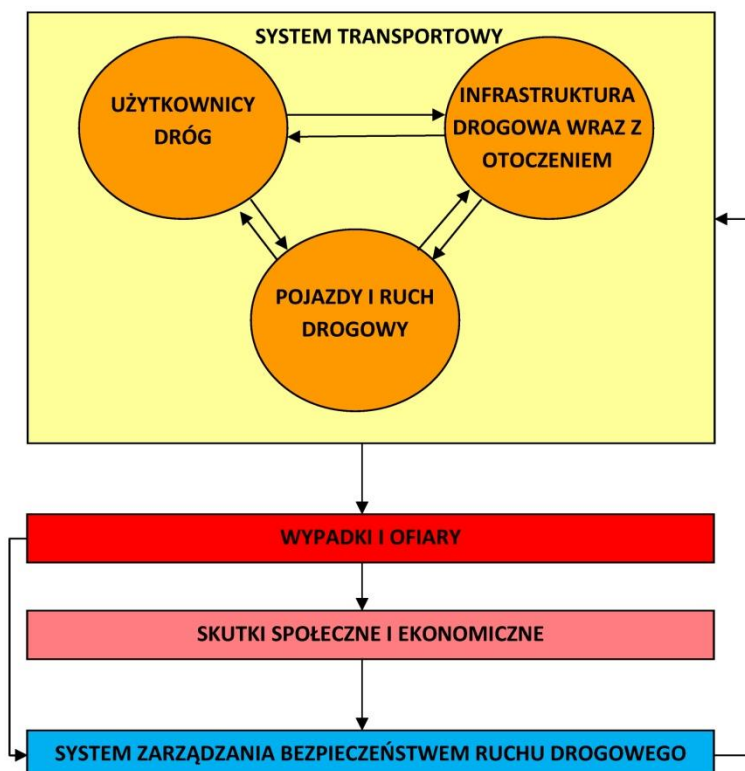 SYSTEM TRANSPORTOWY
UŻYTKOWNICY
DRÓG
INFRASTRUKTURA
DROGOWA WRAZ Z
OTOCZENIEM
POJAZDY I RUCH
DROGOWY
WYPADKI I OFIARY
SKUTKI SPOŁECZNE I EKONOMICZNE
SYSTEM ZARZĄDZANIA BEZPIECZEŃSTWEM RUCHU DROGOWEGO